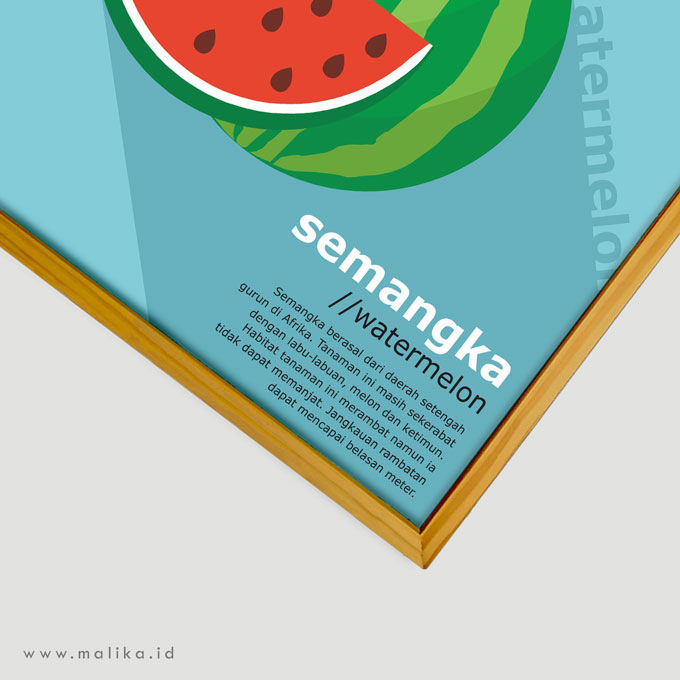 semangka
//watermelon
Semangka berasal dari daerah setengah
gurun di Afrika. Tanaman ini masih sekerabat
dengan labu-labuan, melon dan ketimun.
Habitat tanaman ini merambat namun ia
tidak dapat memanjat. Jangkauan rambatan
dapat mencapai belasan meter.
atermelon
www.malika.id